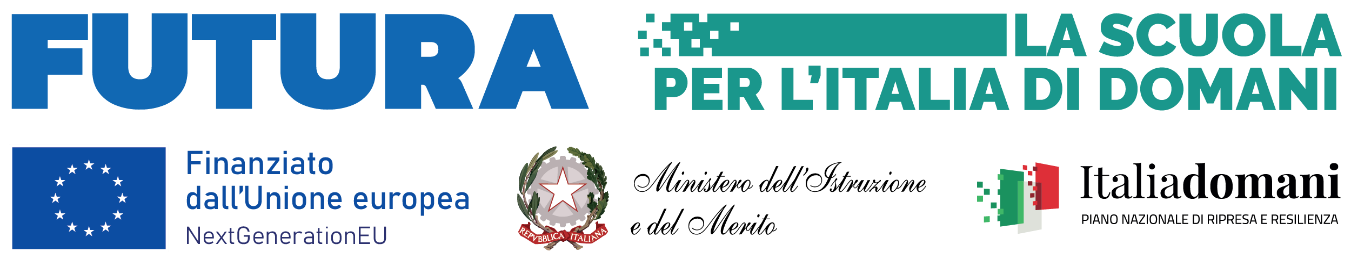 FUTURA
LA SCUOLA
PER L'ITALIA DI DOMANI
Finanziato
dall'Unione europea
NextGenerationEU
REPVBBLICA ITALIANA
Ministero dell'Istruzione
e del Merito
Italiadomani
PIANO NAZIONALE DI RIPRESA E RESILIENZA